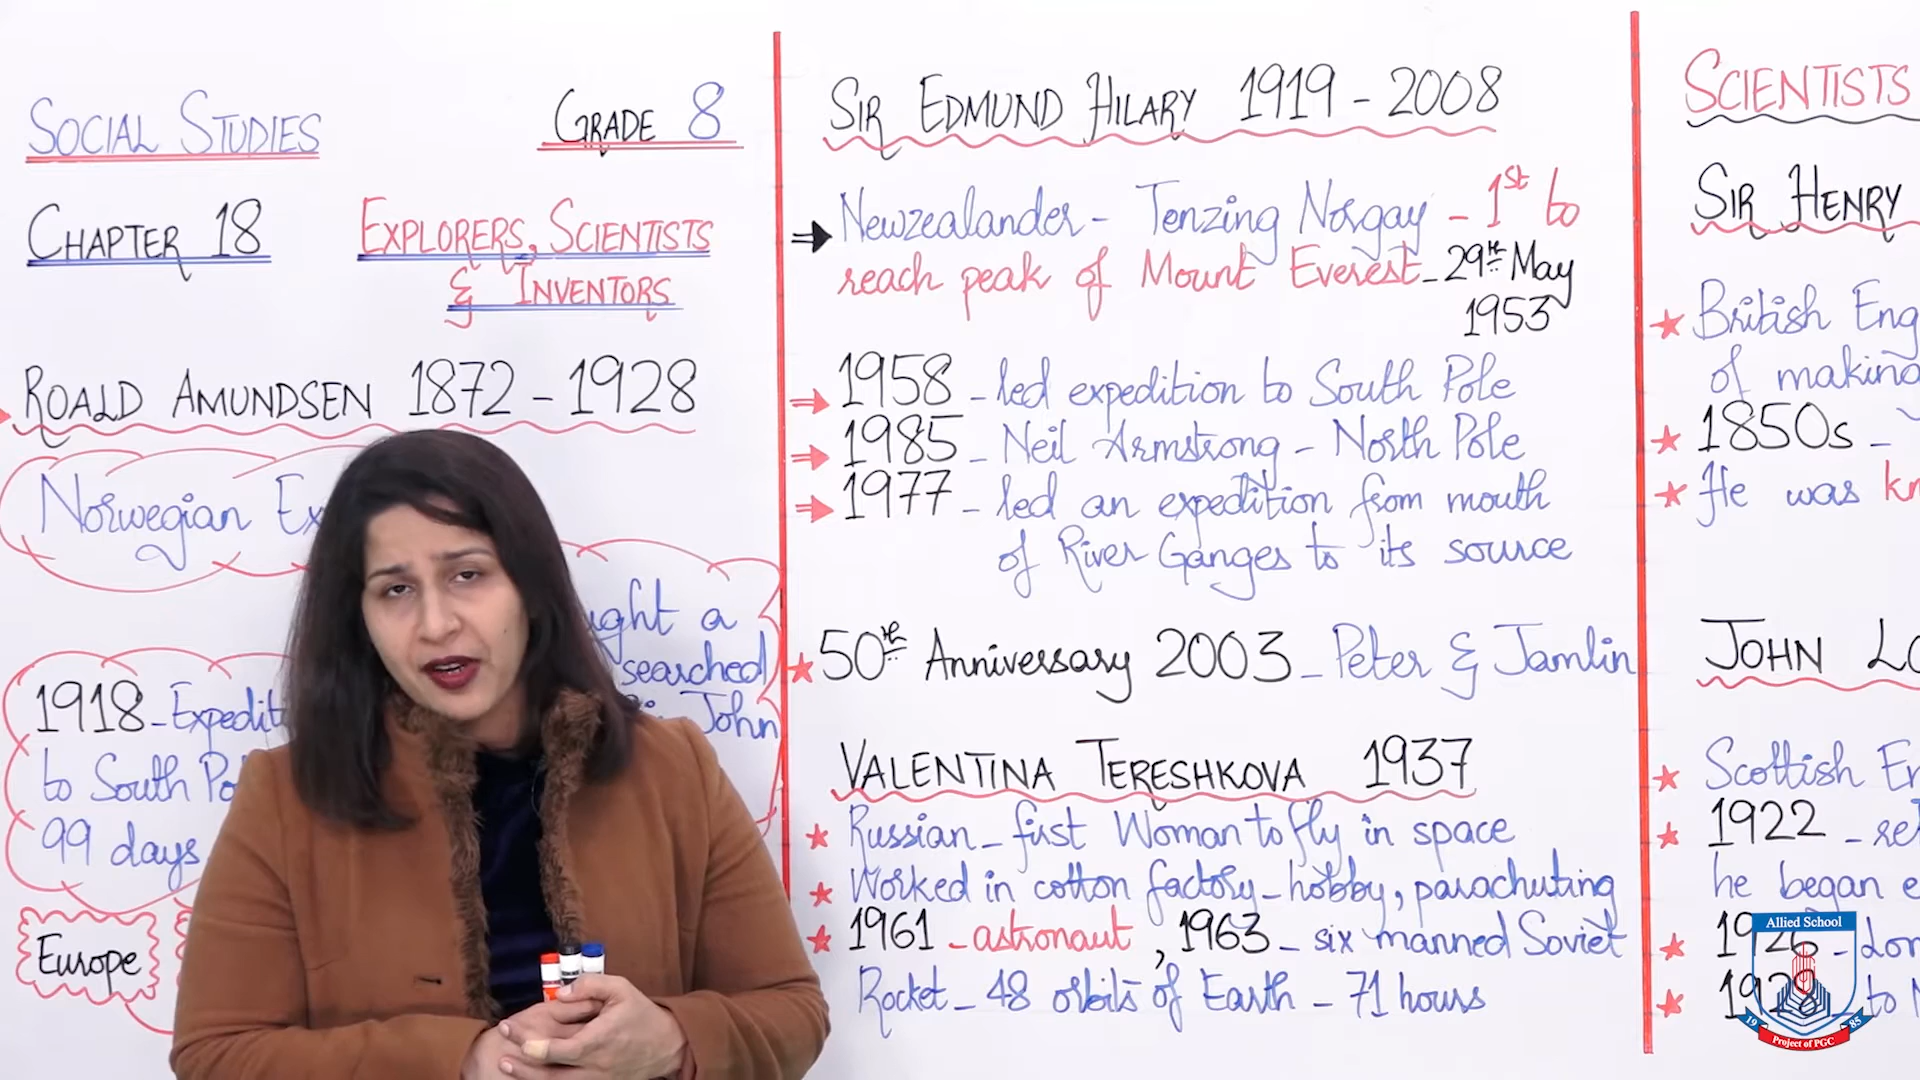 SOCIAL STUDIES
GRADE 8
CHAPTER 18
EXPLORERS, SCIENTISTS
& INVENTORS
ROALD AMUNDSEN 1872 - 1928
Norwegian Ex
ught a
searched
John
1918 - Expedit
to South Po
99 days
Europe
SIR EDMUND HILARY 1919 - 2008
Newzealander - Tenzing Norgay - 1st to
reach peak of Mount Everest - 29th May
1953
1958 - led expedition to South Pole
1985 - Neil Armstrong - North Pole
1977 - led an expedition from mouth
of River Ganges to its source
50th Anniversary 2003 - Peter & Jamlin
VALENTINA TERESHKOVA 1937
Russian - first Woman to fly in space
Worked in cotton factory - hobby, parachuting
1961 - astronaut, 1963 - six manned Soviet
Rocket - 48 orbits of Earth - 71 hours
SCIENTISTS
SIR HENRY
British Eng
of making
1850s -
He was kn
JOHN LO
Scottish En
1922 - re
he began e
1926 - Lon
to
Allied School
1985
Project of PGC